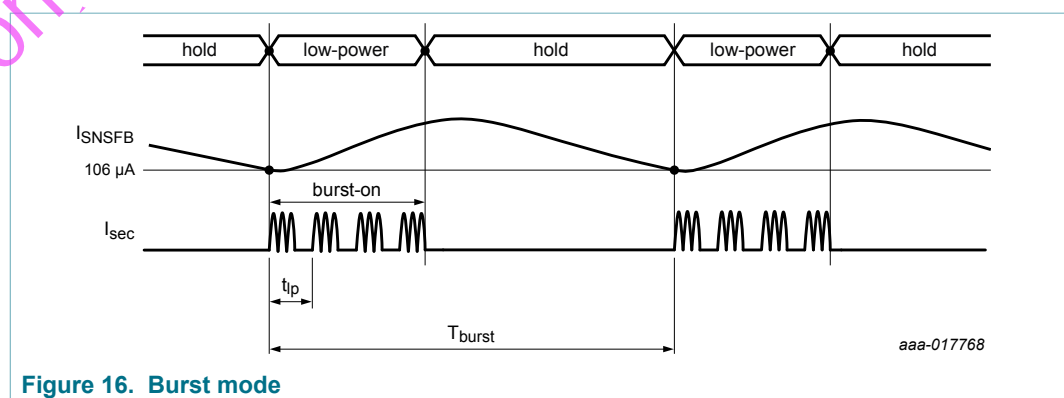 hold low-power hold low-power hold
ISNSFB
106 µA
burst-on
Isec
tlp
Tburst
aaa-017768
Figure 16. Burst mode